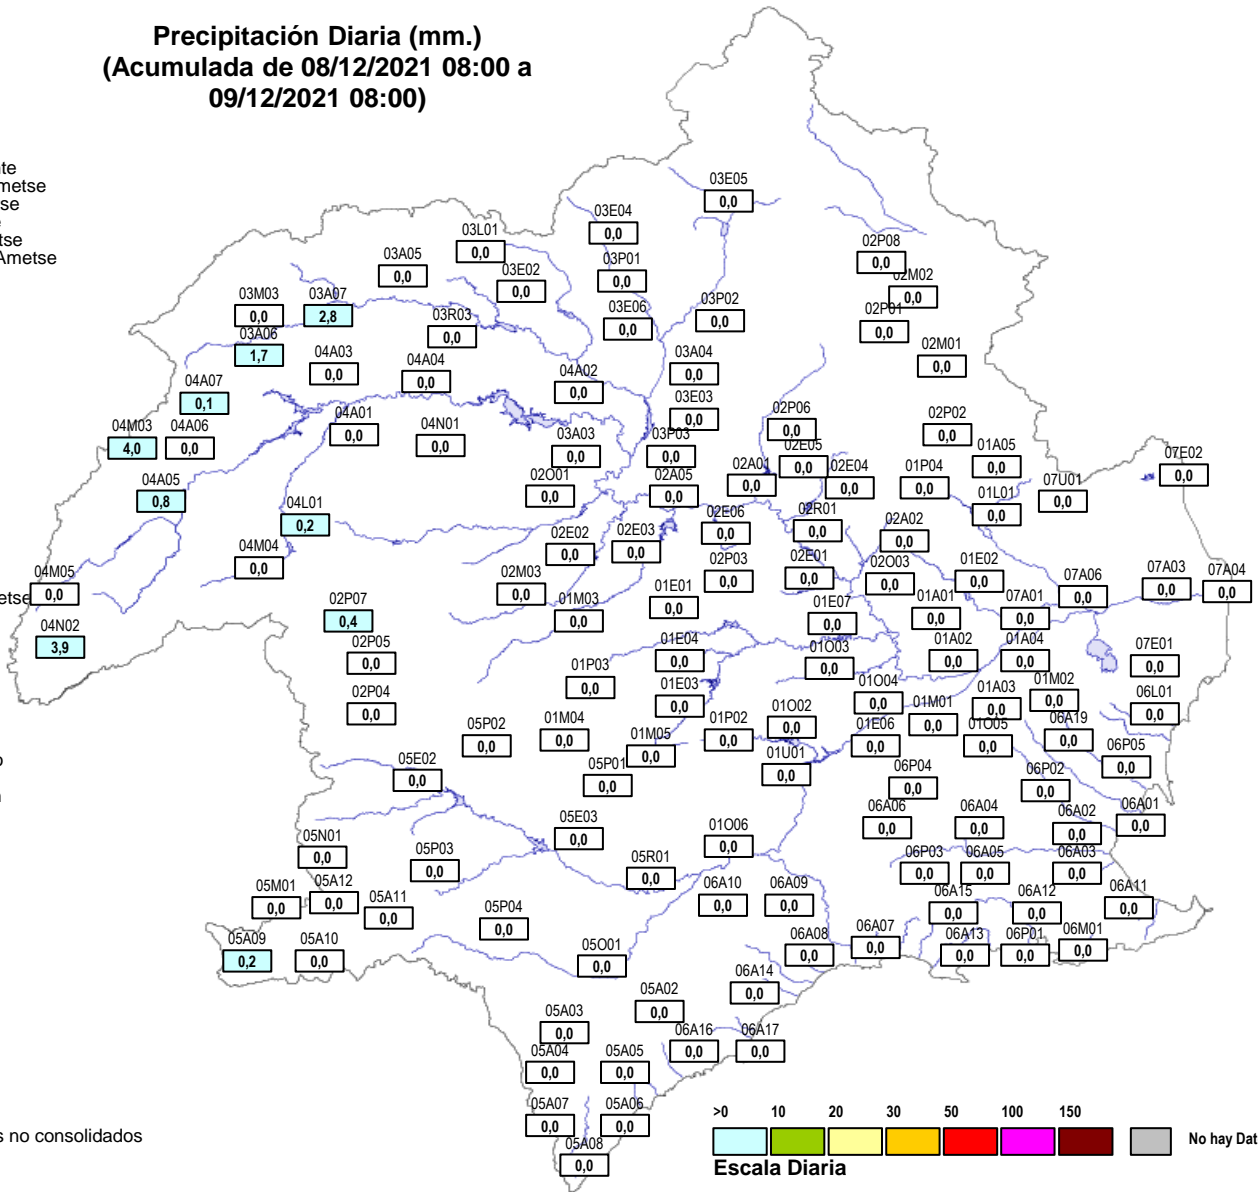 Precipitación Diaria (mm.)
(Acumulada de 08/12/2021 08:00 a
09/12/2021 08:00)
te
metse
se
tse
Ametse
03E05
0,0
03E04
0,0
03L01
0,0
03A05
0,0
03E02
0,0
03P01
0,0
02P08
0,0
02M02
0,0
03M03
0,0
03A07
2,8
03R03
0,0
03E06
0,0
03P02
0,0
02P01
0,0
03A06
1,7
04A03
0,0
04A04
0,0
04A02
0,0
03A04
0,0
02M01
0,0
04A07
0,1
03E03
0,0
04M03
4,0
04A06
0,0
04A01
0,0
04N01
0,0
03A03
0,0
03P03
0,0
02P06
0,0
02P02
0,0
02E05
0,0
01A05
0,0
07E02
0,0
04A05
0,8
02O01
0,0
02A05
0,0
02A01
0,0
02E04
0,0
01P04
0,0
01L01
0,0
07U01
0,0
04L01
0,2
02E06
0,0
02R01
0,0
02A02
0,0
04M04
0,0
02E02
0,0
02E03
0,0
04M05
0,0
etse
02M03
0,0
02P03
0,0
02E01
0,0
02O03
0,0
01E02
0,0
07A06
0,0
07A03
0,0
07A04
0,0
02P07
0,4
01M03
0,0
01E01
0,0
01E07
0,0
01A01
0,0
07A01
0,0
04N02
3,9
02P05
0,0
01E04
0,0
01O03
0,0
01A02
0,0
01A04
0,0
07E01
0,0
02P04
0,0
01P03
0,0
01E03
0,0
01O04
0,0
01A03
0,0
01M02
0,0
06L01
0,0
05P02
0,0
01M04
0,0
01M05
0,0
01P02
0,0
01O02
0,0
01E06
0,0
01M01
0,0
01O05
0,0
06A19
0,0
05E02
0,0
05P01
0,0
01U01
0,0
06P04
0,0
06P02
0,0
06P05
0,0
05E03
0,0
01O06
0,0
06A06
0,0
06A04
0,0
06A02
0,0
06A01
0,0
05N01
0,0
05P03
0,0
05R01
0,0
06P03
0,0
06A05
0,0
06A03
0,0
05M01
0,0
05A12
0,0
05A11
0,0
06A10
0,0
06A09
0,0
06A15
0,0
06A12
0,0
06A11
0,0
05A09
0,2
05A10
0,0
05P04
0,0
05O01
0,0
06A08
0,0
06A07
0,0
06A13
0,0
06P01
0,0
06M01
0,0
05A03
0,0
05A02
0,0
06A14
0,0
05A04
0,0
05A05
0,0
06A16
0,0
06A17
0,0
05A07
0,0
05A06
0,0
05A08
0,0
s no consolidados
>0 10 20 30 50 100 150
No hay Dat
Escala Diaria